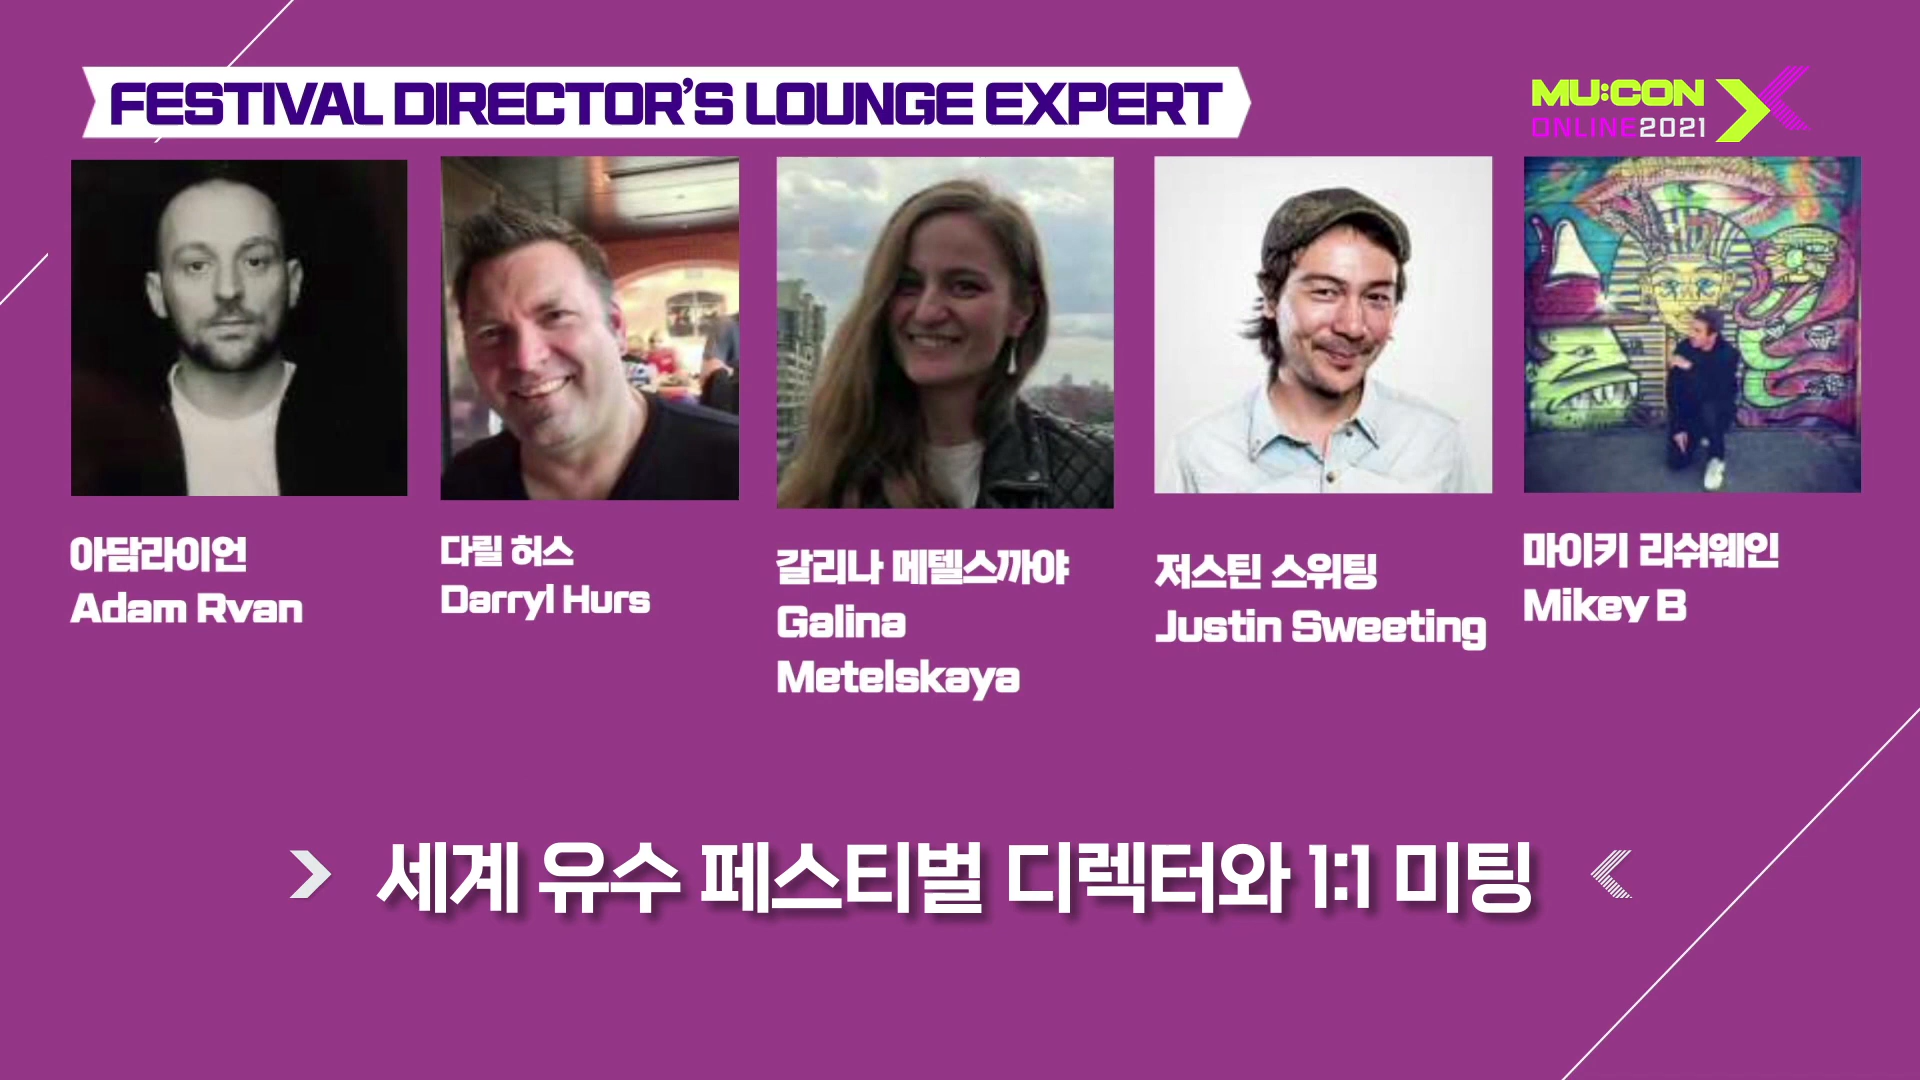 FESTIVAL DIRECTOR'S LOUNGE EXPERT
MU:CON
ONLINE2021
아담라이언
Adam Rvan
다릴 허스
Darryl Hurs
갈리나 메텔스까야
Galina
Metelskaya
저스틴 스위팅
Justin Sweeting
마이키 리쉬웨인
Mikey B
세계 유수 페스티벌 디렉터와 1:1 미팅